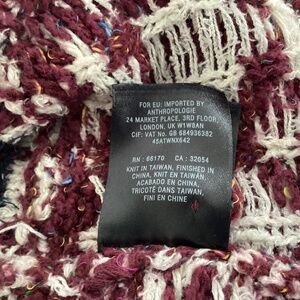 FOR EU: IMPORTED BY
ANTHROPOLOGIE
24 MARKET PLACE, 3RD FLOOR,
LONDON, UK W1W8AN
CIF: VAT No: GB 684936382
45ATWNX642
RN : 66170 CA : 32054
KNIT IN TAIWAN, FINISHED IN
CHINA, KNIT EN TAIWÁN,
ACABADO EN CHINA,
TRICOTÉ DANS TAIWAN,
FINI EN CHINE